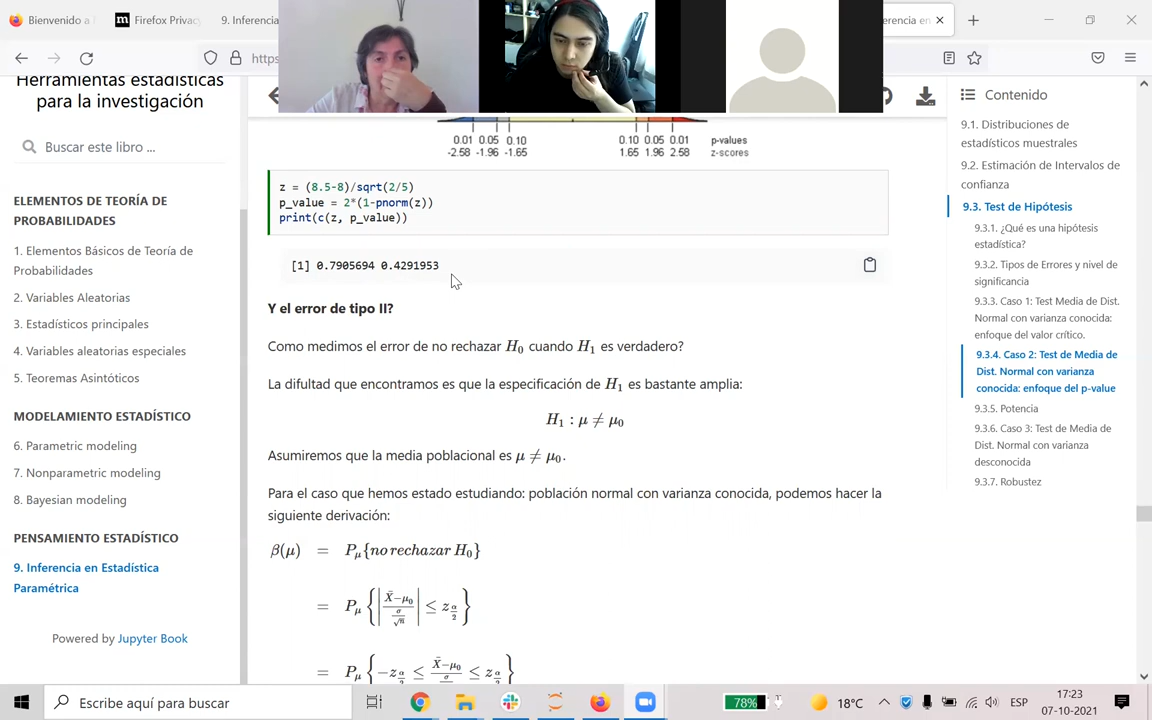 Bienvenido a
Firefox Privacy
9. Inferencia
erencia en
https
Herramientas estadísticas
para la investigación
Buscar este libro ...
ELEMENTOS DE TEORÍA DE
PROBABILIDADES
1. Elementos Básicos de Teoría de
Probabilidades
2. Variables Aleatorias
3. Estadísticos principales
4. Variables aleatorias especiales
5. Teoremas Asintóticos
MODELAMIENTO ESTADÍSTICO
6. Parametric modeling
7. Nonparametric modeling
8. Bayesian modeling
PENSAMIENTO ESTADÍSTICO
9. Inferencia en Estadística
Paramétrica
Powered by Jupyter Book
0.01 0.05 0.10 0.10 0.05 0.01 p-values
-2.58 -1.96 -1.65 1.65 1.96 2.58 z-scores
z = (8.5-8)/sqrt(2/5)
p_value = 2*(1-pnorm(z))
print(c(z, p_value))
[1] 0.7905694 0.4291953
Y el error de tipo II?
Como medimos el error de no rechazar H₀ cuando H₁ es verdadero?
La difultad que encontramos es que la especificación de H₁ es bastante amplia:
H₁ : μ ≠ μ₀
Asumiremos que la media poblacional es μ ≠ μ₀.
Para el caso que hemos estado estudiando: población normal con varianza conocida, podemos hacer la
siguiente derivación:
β(μ) = P_μ{no rechazar H₀}
= P_μ{|(X̄−μ₀)/(σ/√n)| ≤ z_{α/2}}
= P_μ{−z_{α/2} ≤ (X̄−μ₀)/σ ≤ z_{α/2}}
Contenido
9.1. Distribuciones de
estadísticos muestrales
9.2. Estimación de Intervalos de
confianza
9.3. Test de Hipótesis
9.3.1. ¿Qué es una hipótesis
estadística?
9.3.2. Tipos de Errores y nivel de
significancia
9.3.3. Caso 1: Test Media de Dist.
Normal con varianza conocida:
enfoque del valor crítico.
9.3.4. Caso 2: Test de Media de
Dist. Normal con varianza
conocida: enfoque del p-value
9.3.5. Potencia
9.3.6. Caso 3: Test de Media de
Dist. Normal con varianza
desconocida
9.3.7. Robustez
Escribe aquí para buscar
78%
18°C
ESP
17:23
07-10-2021